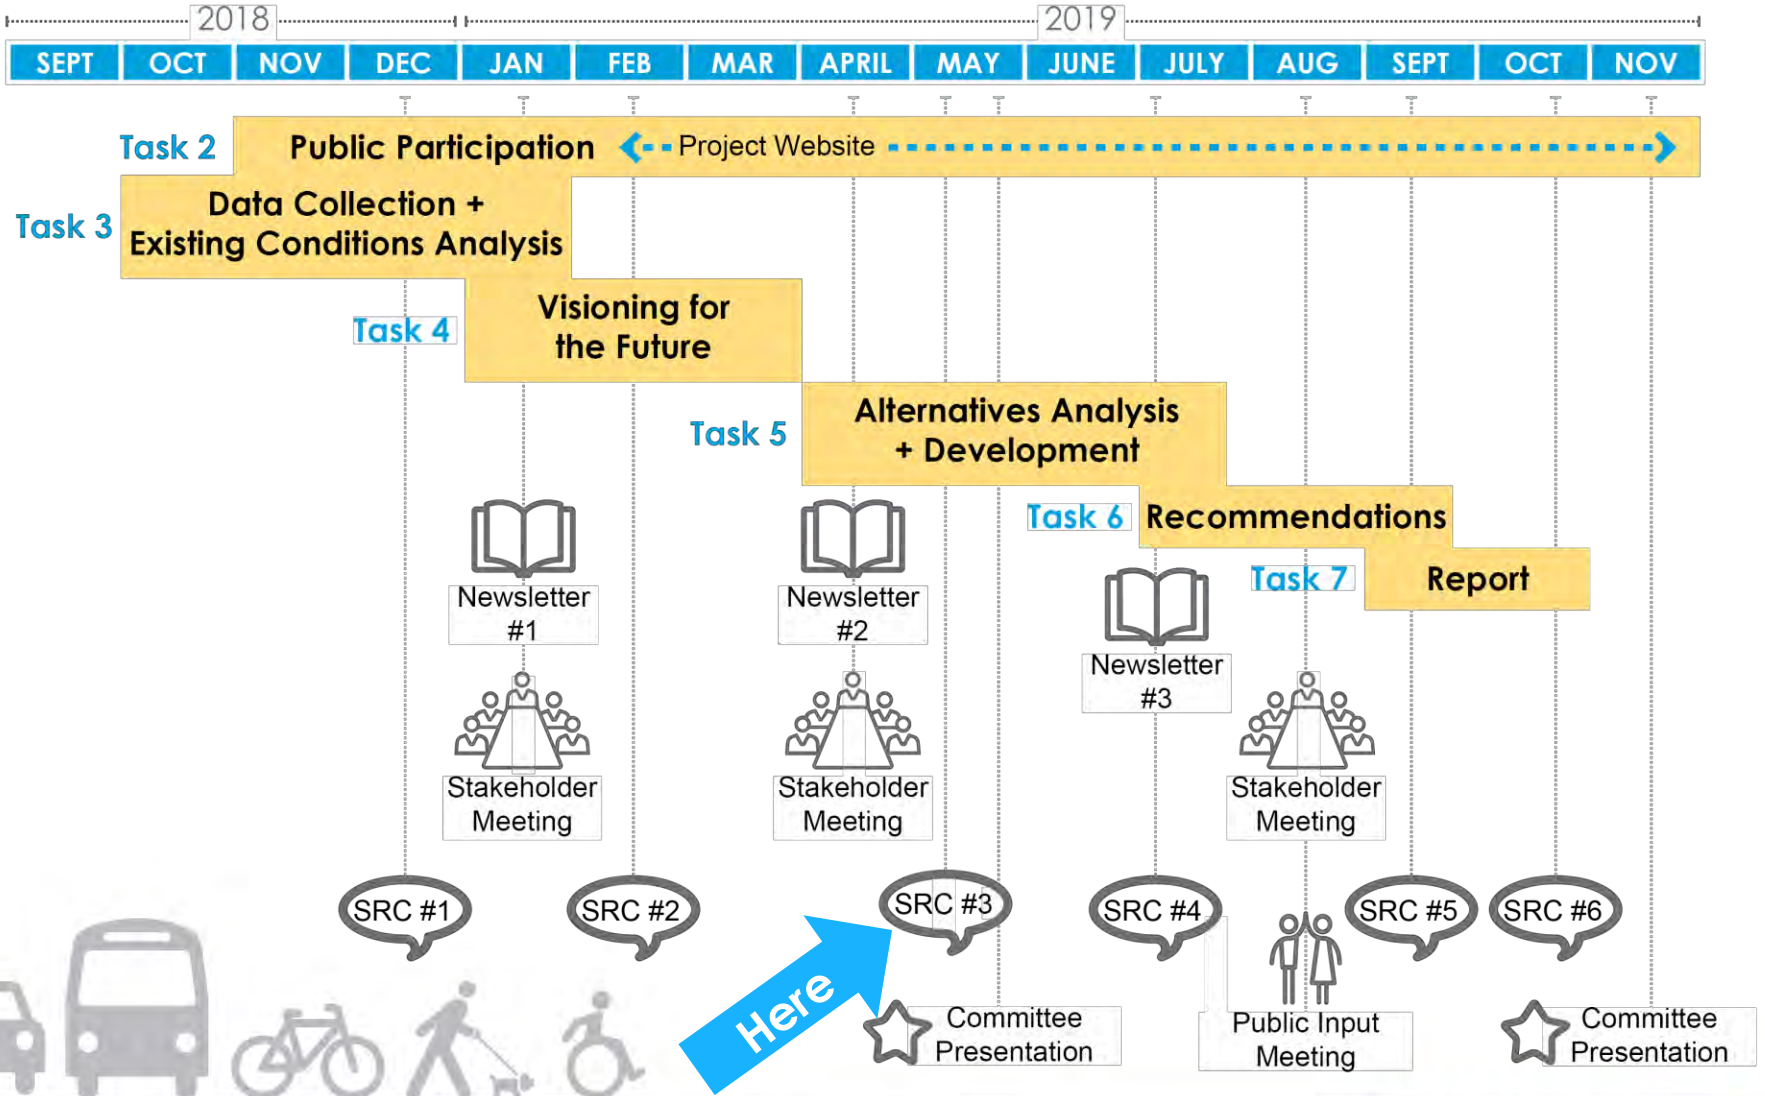 2018
2019
SEPT OCT NOV DEC JAN FEB MAR APRIL MAY JUNE JULY AUG SEPT OCT NOV
Task 2 Public Participation Project Website
Task 3
Data Collection +
Existing Conditions Analysis
Task 4
Visioning for
the Future
Task 5
Alternatives Analysis
+ Development
Task 6 Recommendations
Task 7 Report
Newsletter
#1
Newsletter
#2
Newsletter
#3
Stakeholder
Meeting
Stakeholder
Meeting
Stakeholder
Meeting
SRC #1
SRC #2
SRC #3
SRC #4
SRC #5
SRC #6
Here
Committee
Presentation
Public Input
Meeting
Committee
Presentation